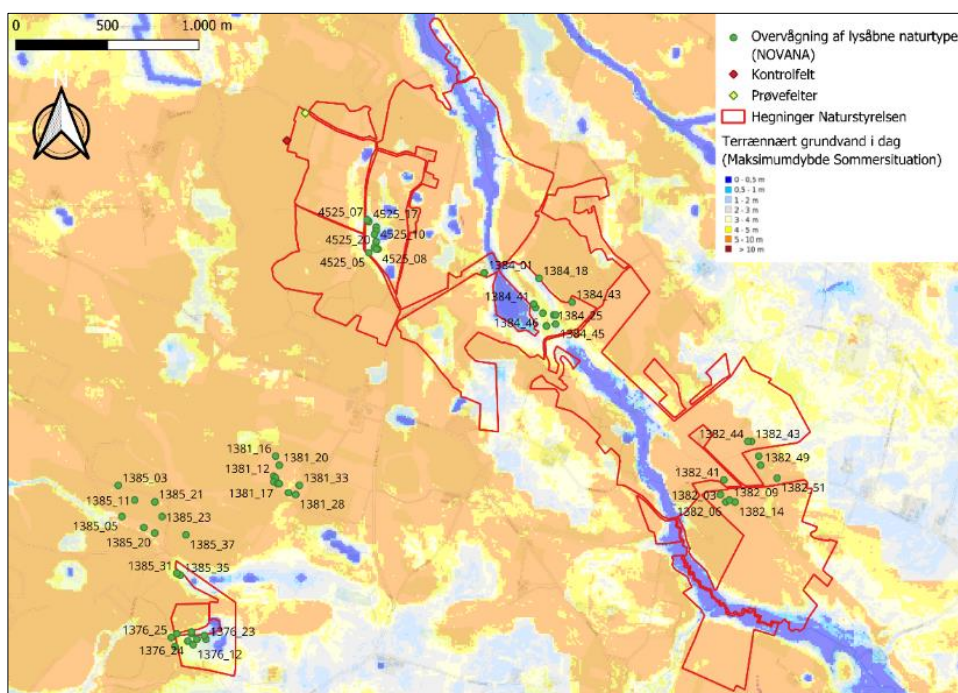 0 500 1.000 m
N
Overvågning af lysåbne naturtype
(NOVANA)
Kontrolfelt
Prøvefelter
Hegninger Naturstyrelsen
Terrænnært grundvand i dag
(Maksimumdybde Sommersituation)
0 - 0,5 m
0,5 - 1 m
1 - 2 m
2 - 3 m
3 - 4 m
4 - 5 m
5 - 10 m
> 10 m
4525_07
4525_17
4525_20
4525_10
4525_05
4525_08
1384_01
1384_18
1384_41
1384_43
1384_46
1384_25
1384_45
1382_44
1382_43
1382_49
1382_41
1382_51
1382_03
1382_09
1382_06
1382_14
1381_16
1381_20
1381_12
1381_33
1381_17
1381_28
1385_03
1385_11
1385_21
1385_05
1385_23
1385_20
1385_37
1385_31
1385_35
1376_25
1376_23
1376_24
1376_12